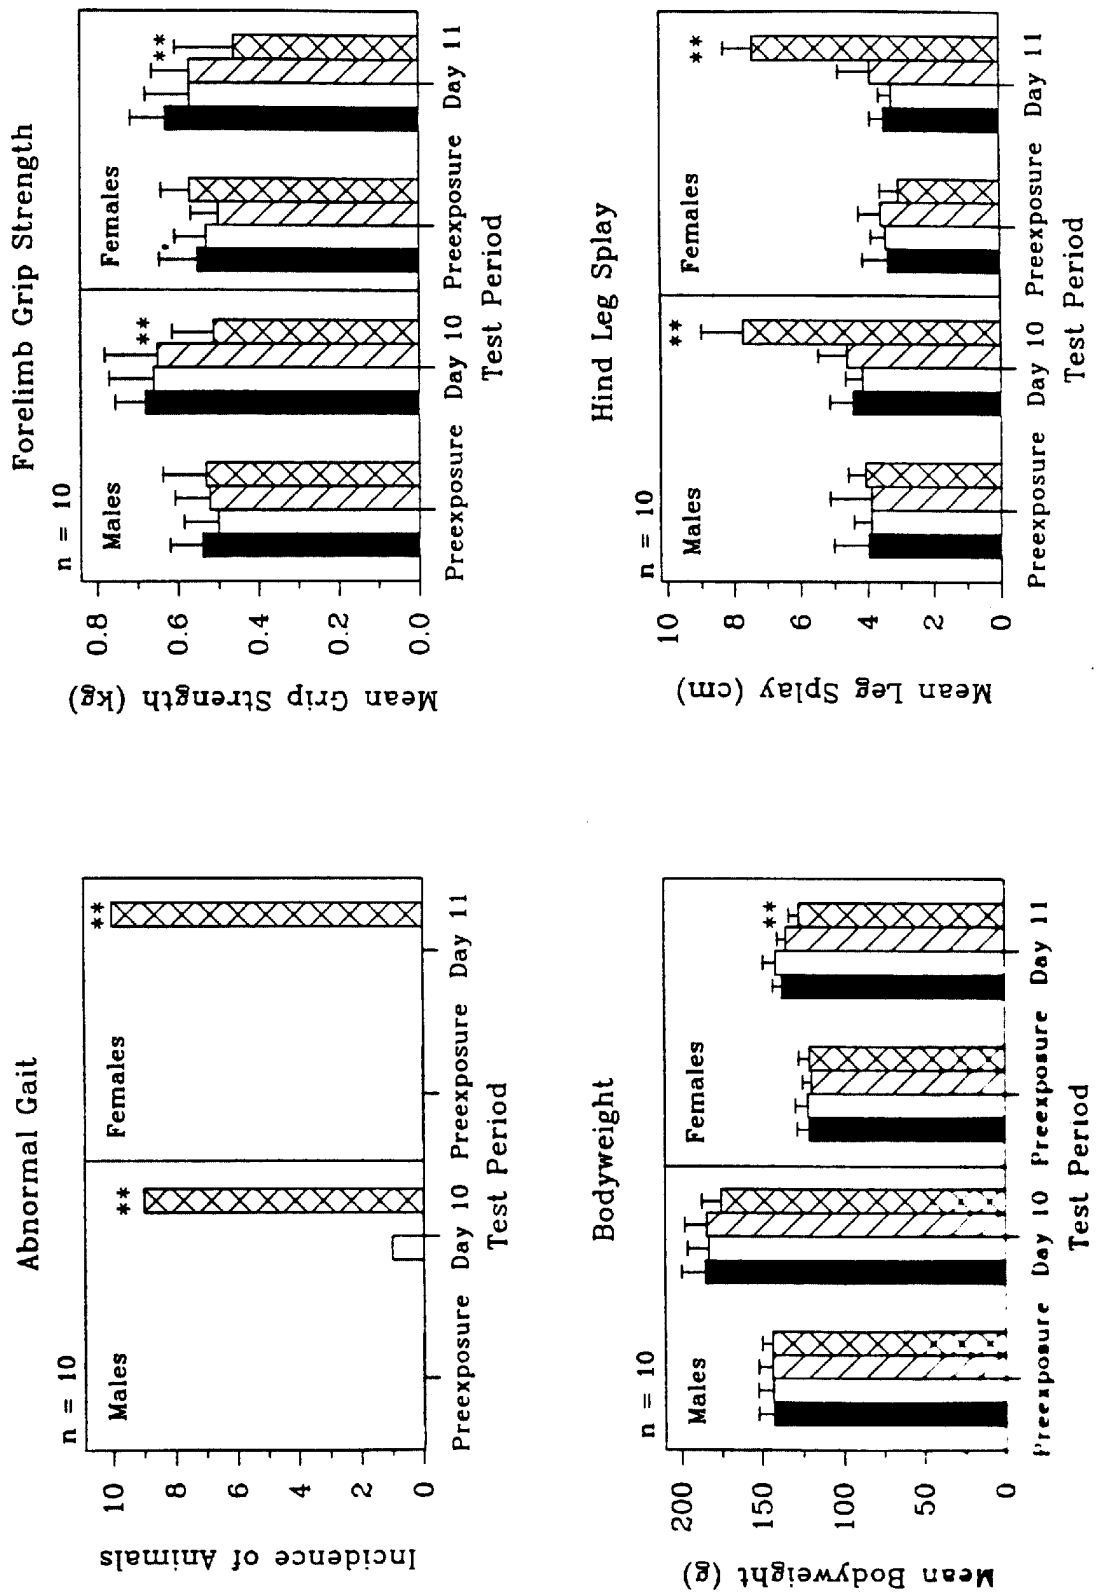 Abnormal Gait
n = 10
Males
Females
**
**
10
8
6
4
2
0
Incidence of Animals
Preexposure Day 10 Preexposure Day 11
Test Period
Forelimb Grip Strength
n = 10
Males
Females
**
**
0.8
0.6
0.4
0.2
0.0
Mean Grip Strength (kg)
Preexposure Day 10 Preexposure Day 11
Test Period
Bodyweight
n = 10
Males
Females
**
200
150
100
50
0
Mean Bodyweight (g)
Preexposure Day 10 Preexposure Day 11
Test Period
Hind Leg Splay
n = 10
Males
Females
**
**
10
8
6
4
2
0
Mean Leg Splay (cm)
Preexposure Day 10 Preexposure Day 11
Test Period